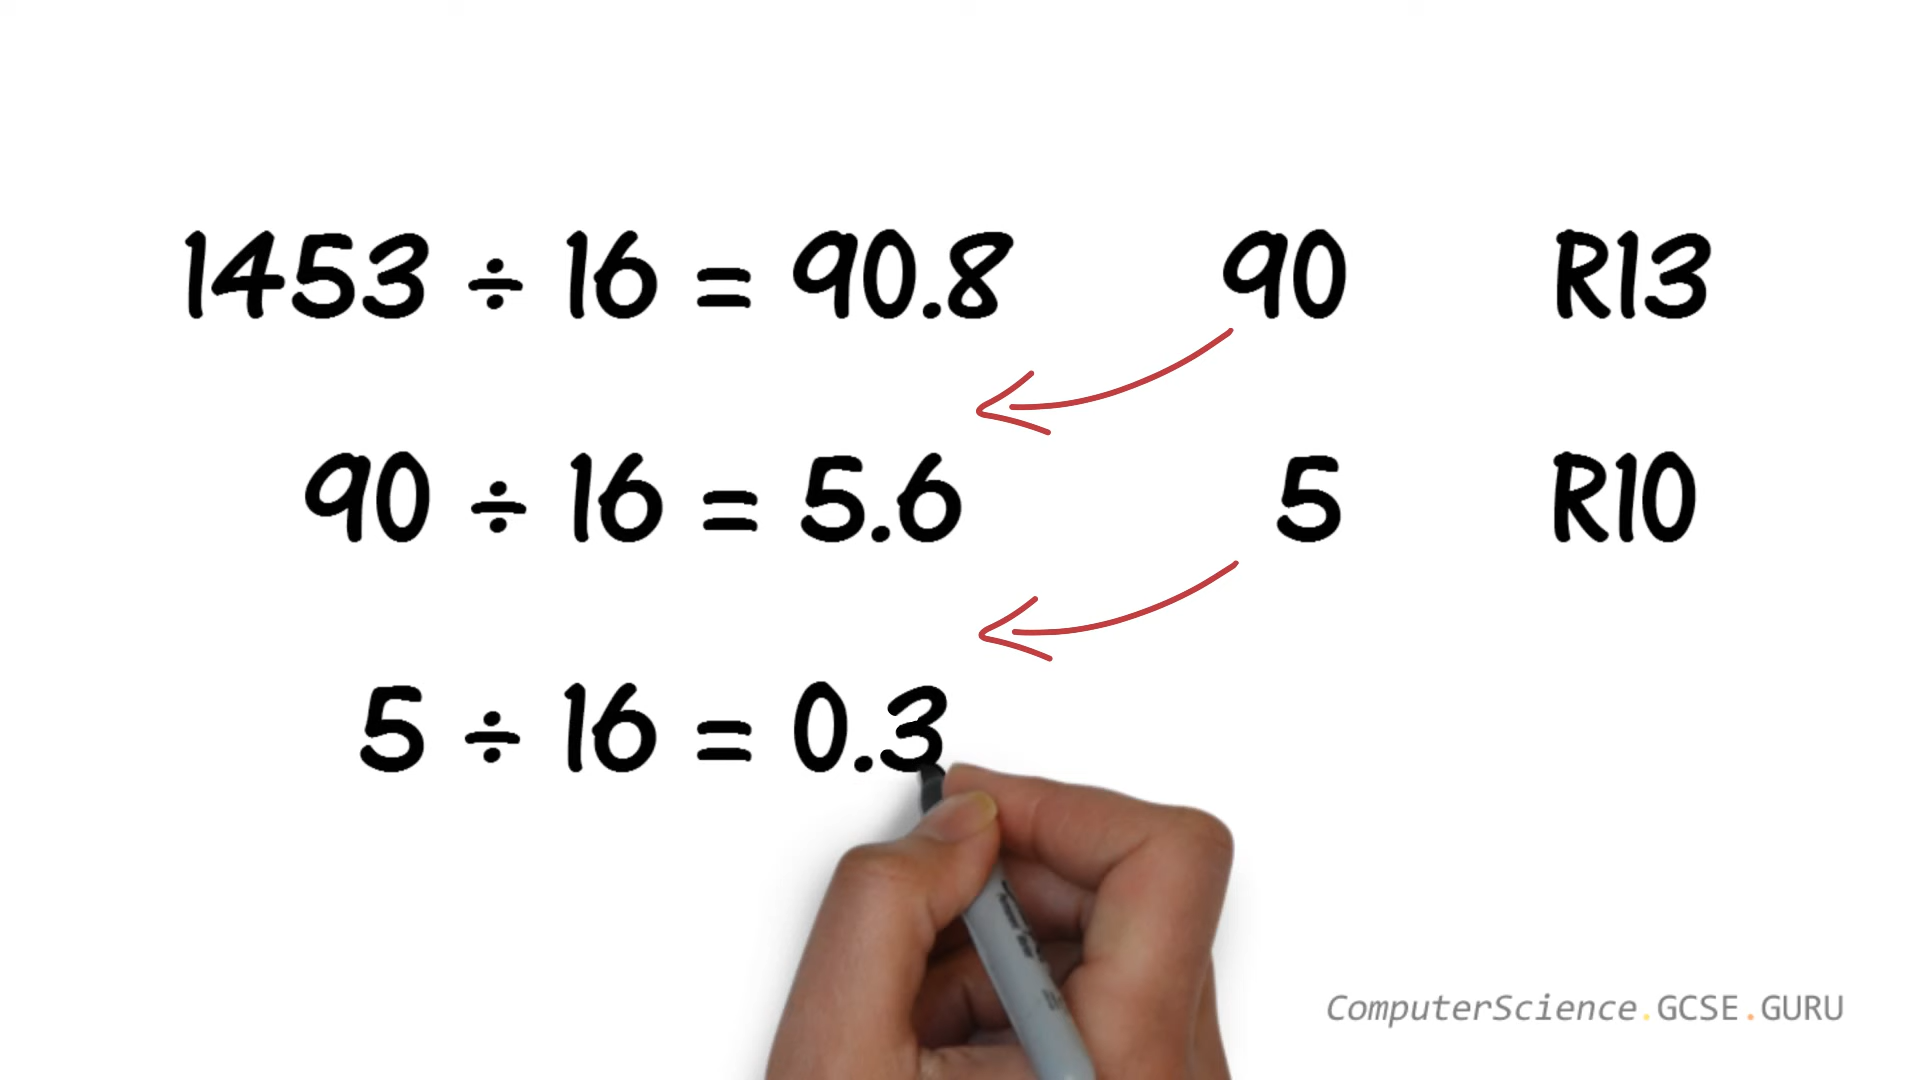 1453 ÷ 16 = 90.8 90 R13
90 ÷ 16 = 5.6 5 R10
5 ÷ 16 = 0.3
ComputerScience.GCSE.GURU